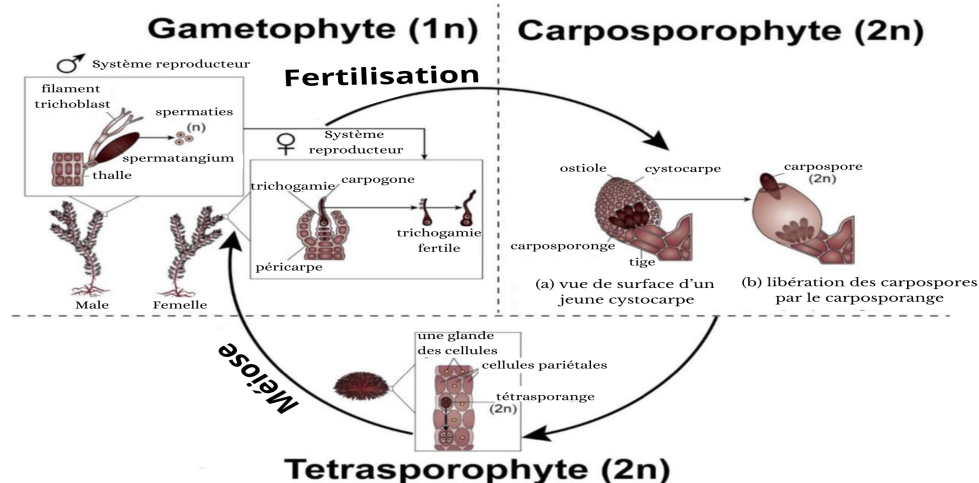 Gametophyte (1n)
Carposporophyte (2n)
Système reproducteur
Fertilisation
filament
trichoblast
spermaties
(n)
spermatangium
thalle
Système
reproducteur
trichogamie
carpogone
trichogamie
fertile
péricarpe
Male
Femelle
ostiole
cystocarpe
carpospore
(2n)
carposporonge
tige
(a) vue de surface d'un
jeune cystocarpe
(b) libération des carpospores
par le carposporange
Méiose
une glande
des cellules
cellules pariétales
tétrasporange
(2n)
Tetrasporophyte (2n)